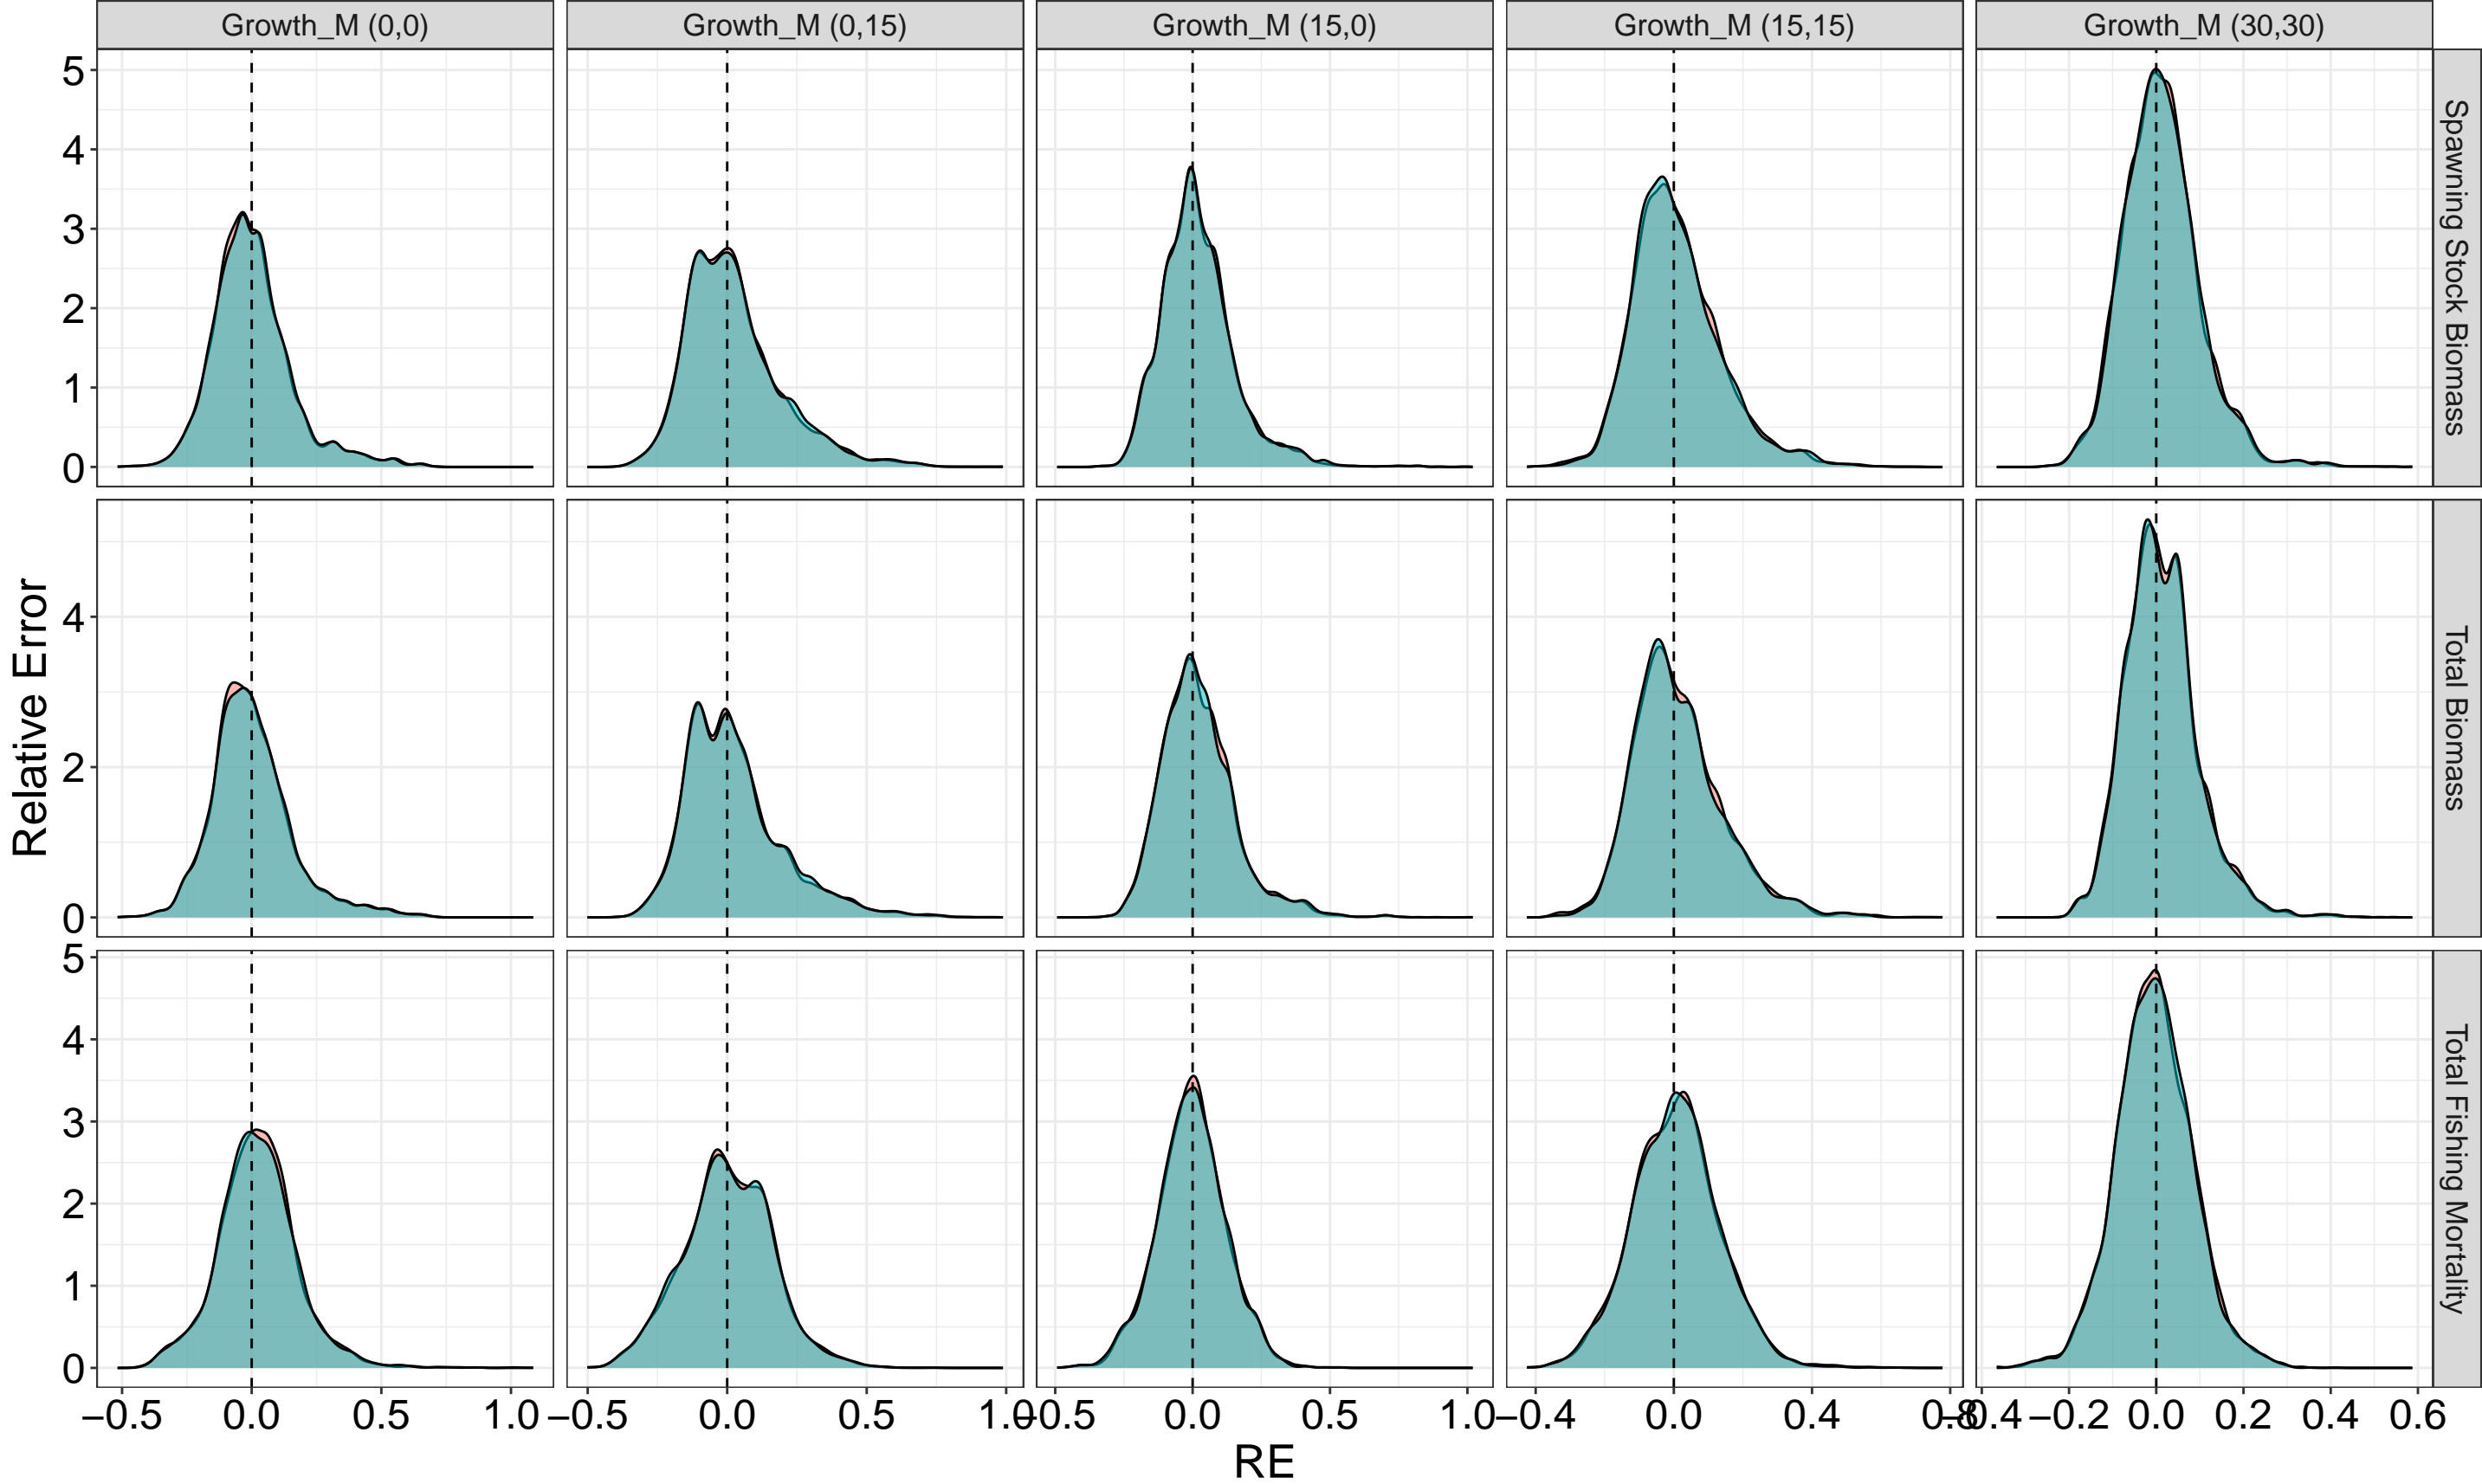 Growth_M (0,0) Growth_M (0,15) Growth_M (15,0) Growth_M (15,15) Growth_M (30,30)
5
4
3
2
1
0
Spawning Stock Biomass
Relative Error
4
2
0
Total Biomass
5
4
3
2
1
0
Total Fishing Mortality
−0.5 0.0 0.5 1.0 −0.5 0.0 0.5 1.0 −0.5 0.0 0.5 1.0 −0.4 0.0 0.4 0.8 −0.4 −0.2 0.0 0.2 0.4 0.6
RE